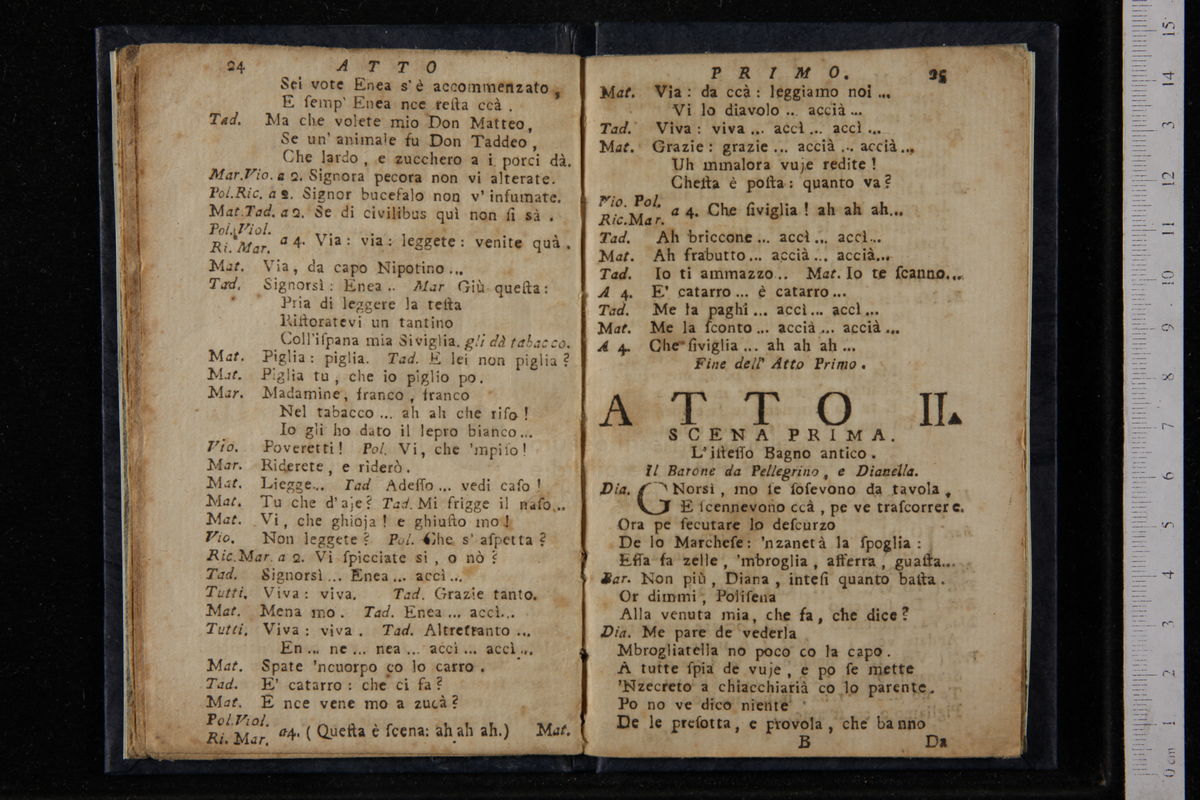 24 ATTO
Sei vote Enea s'è accommenzato,
E ſemp' Enea nce reſta ccà.
Tad. Ma che volete mio Don Matteo,
Se un' animale fu Don Taddeo,
Che lardo, e zucchero a i porci dà.
Mar.Vio. a 2. Signora pecora non vi alterate.
Pol.Ric. a 2. Signor bucefalo non v' infumate.
Mat.Tad. a 2. Se di civilibus quì non ſi sà.
Pol. Viol.
Ri. Mar. a 4. Via: via: leggete: venite quà.
Mat. Via, da capo Nipotino...
Tad. Signorsì: Enea.. Mar Giù queſta:
Pria di leggere la teſta
Riſtoratevi un tantino
Coll'iſpana mia Siviglia. gli dà tabacco.
Mat. Piglia: piglia. Tad. E lei non piglia?
Mat. Piglia tu, che io piglio po.
Mar. Madamine, franco, franco
Nel tabacco... ah ah che riſo!
Io gli ho dato il lepro bianco...
Vio. Poveretti! Pol. Vi, che 'mpiſo!
Mar. Riderete, e riderò.
Mat. Liegge... Tad Adeſſo... vedi caſo!
Mat. Tu che d'aje? Tad. Mi frigge il naſo...
Mat. Vi, che ghioja! e ghiuſto mo!
Vio. Non leggete? Pol. Che s' aſpetta?
Ric.Mar. a 2. Vi ſpicciate si, o nò?
Tad. Signorsì... Enea... accì...
Tutti. Viva: viva. Tad. Grazie tanto.
Mat. Mena mo. Tad. Enea... accì...
Tutti. Viva: viva. Tad. Altrettanto...
En... ne... nea... accì... accì...
Mat. Spate 'ncuorpo co lo carro.
Tad. E' catarro: che ci fa?
Mat. E nce vene mo a zucà?
Pol.Viol.
Ri. Mar. a4. (Queſta è ſcena: ah ah ah.) Mat.
PRIMO. 25
Mat. Via: da ccà: leggiamo noi...
Vi lo diavolo... accià...
Tad. Viva: viva... accì... accì...
Mat. Grazie: grazie... accià... accià...
Uh mmalora vuje redite!
Cheſta è poſta: quanto va?
Vio. Pol.
Ric.Mar. a 4. Che ſiviglia! ah ah ah...
Tad. Ah briccone... accì... accì...
Mat. Ah frabutto... accià... accià...
Tad. Io ti ammazzo.. Mat. Io te ſcanno...
A 4. E' catarro... è catarro...
Tad. Me la paghi... accì... accì...
Mat. Me la ſconto... accià... accià...
A 4. Che ſiviglia... ah ah ah...
Fine dell' Atto Primo.
ATTO II.
SCENA PRIMA.
L'iſteſſo Bagno antico.
Il Barone da Pellegrino, e Dianella.
Dia. GNorsì, mo ſe ſoſevono da tavola,
E ſcennevono ccà, pe ve traſcorrere.
Ora pe ſecutare lo deſcurzo
De lo Marcheſe: 'nzanetà la ſpoglia:
Eſſa fa zelle, 'mbroglia, afferra, guaſta...
Bar. Non più, Diana, inteſi quanto baſta.
Or dimmi, Poliſena
Alla venuta mia, che fa, che dice?
Dia. Me pare de vederla
Mbrogliatella no poco co la capo.
A tutte ſpia de vuje, e po ſe mette
'Nzecreto a chiacchiarià co lo parente.
Po no ve dico niente
De le preſotta, e provola, che hanno
B Da